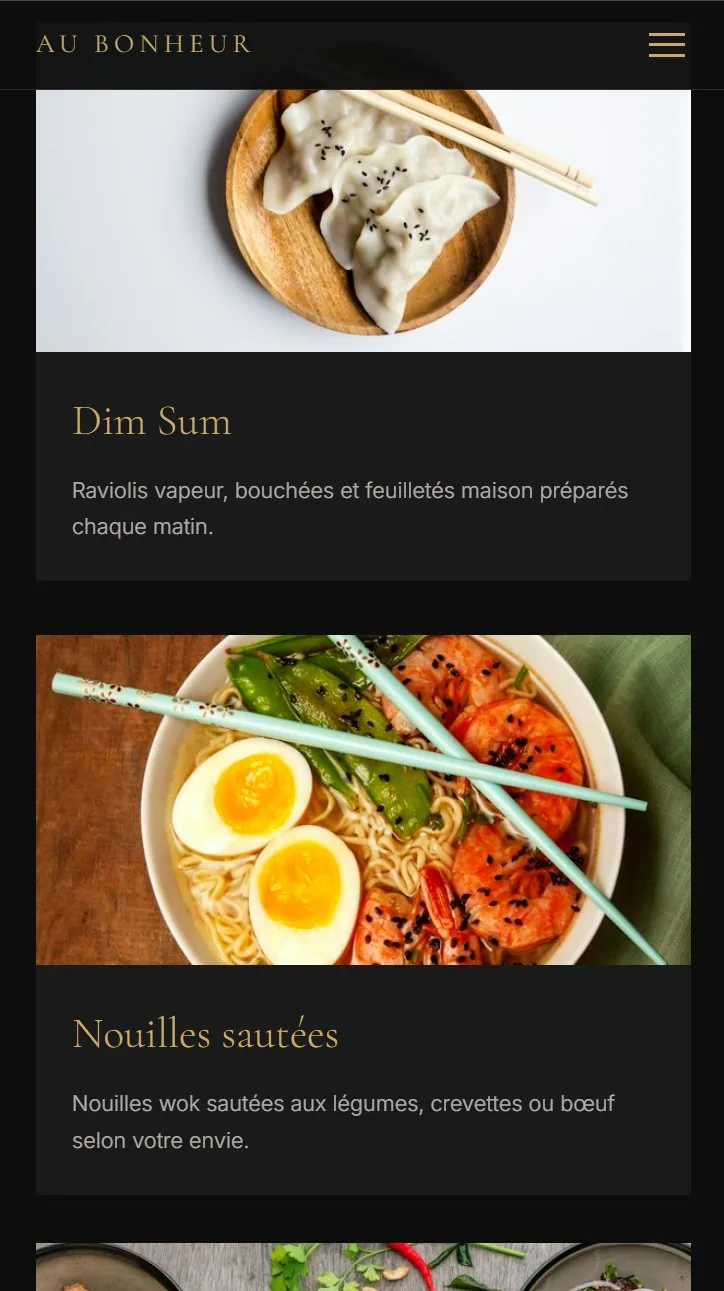 AU BONHEUR
Dim Sum
Raviolis vapeur, bouchées et feuilletés maison préparés
chaque matin.
Nouilles sautées
Nouilles wok sautées aux légumes, crevettes ou bœuf
selon votre envie.